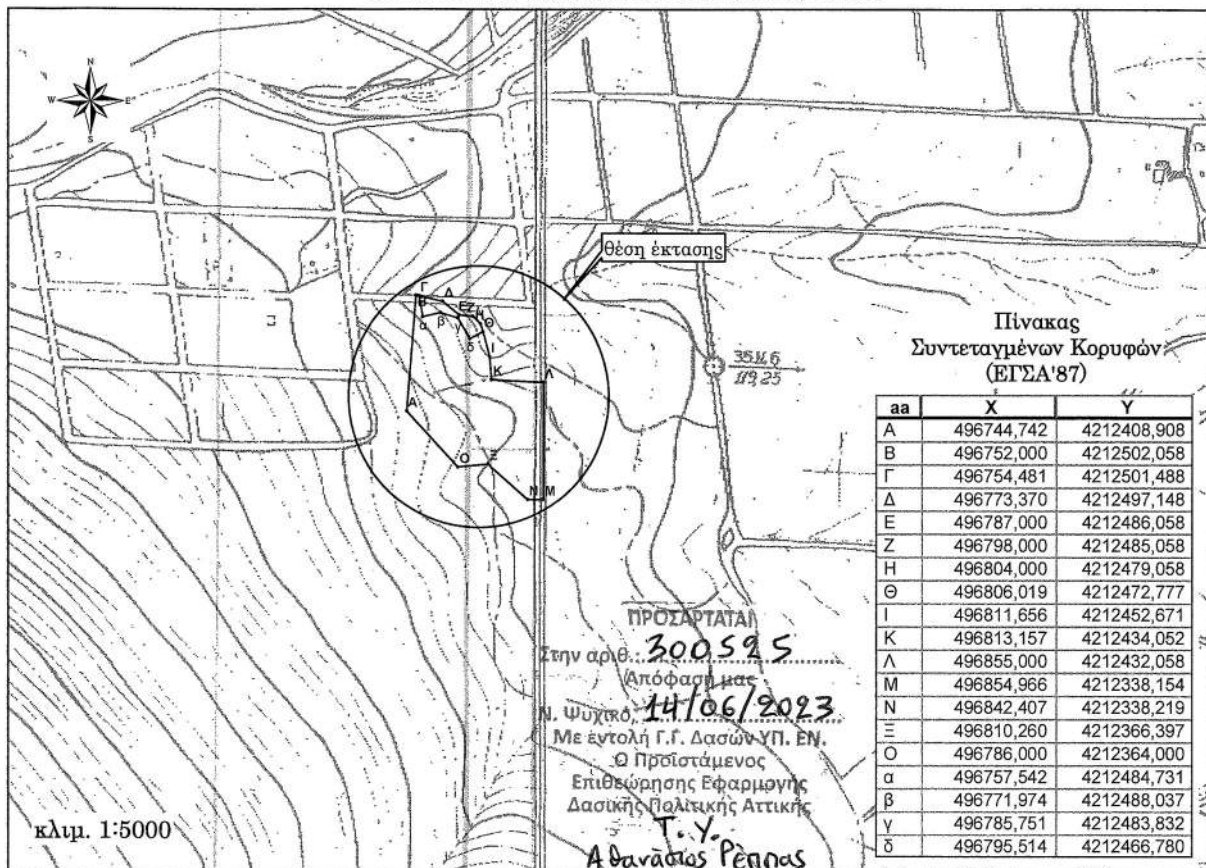 N
W E
S
θέση έκτασης
Γ
Δ
Β
Ε Ζ Η
α β γ Θ
δ Ι
Κ Λ
Α
Ο Ξ
Ν Μ
119,25
Πίνακας
Συντεταγμένων Κορυφών
(ΕΓΣΑ'87)
αα X Y
Α 496744,742 4212408,908
Β 496752,000 4212502,058
Γ 496754,481 4212501,488
Δ 496773,370 4212497,148
Ε 496787,000 4212486,058
Ζ 496798,000 4212485,058
Η 496804,000 4212479,058
Θ 496806,019 4212472,777
Ι 496811,656 4212452,671
Κ 496813,157 4212434,052
Λ 496855,000 4212432,058
Μ 496854,966 4212338,154
Ν 496842,407 4212338,219
Ξ 496810,260 4212366,397
Ο 496786,000 4212364,000
α 496757,542 4212484,731
β 496771,974 4212488,037
γ 496785,751 4212483,832
δ 496795,514 4212466,780
ΠΡΟΣΑΡΤΑΤΑΙ
Στην αριθ.: 300525
Απόφαση μας
Ν. Ψυχικό, 14/06/2023
Με εντολή Γ.Γ. Δασών ΥΠ. ΕΝ.
Ο Προϊστάμενος
Επιθεώρησης Εφαρμογής
Δασικής Πολιτικής Αττικής
Τ. Υ.
Αθανάσιος Ρέππας
κλιμ. 1:5000